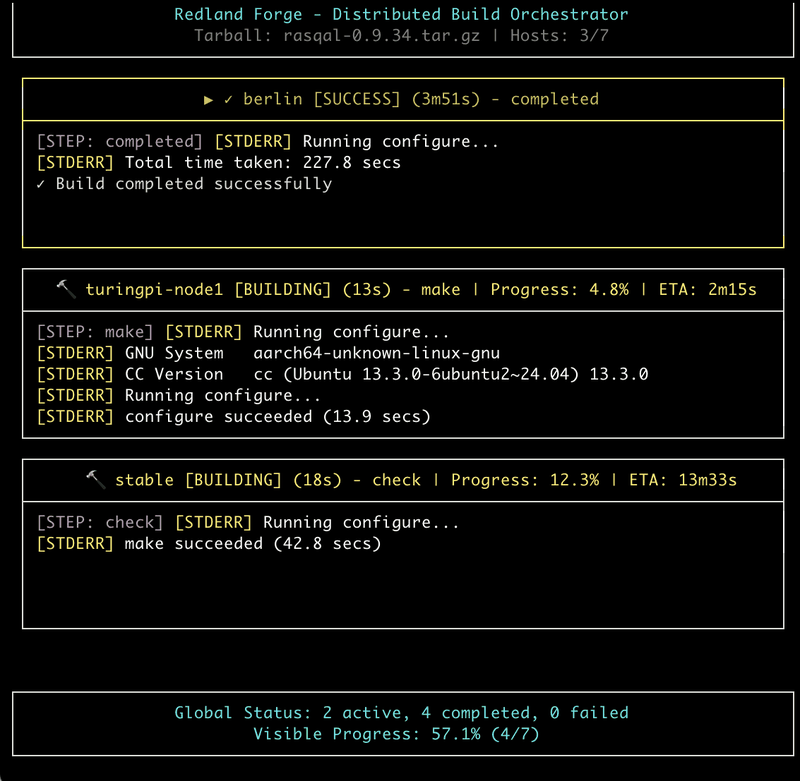 Redland Forge - Distributed Build Orchestrator
Tarball: rasqal-0.9.34.tar.gz | Hosts: 3/7
▶ ✓ berlin [SUCCESS] (3m51s) - completed
[STEP: completed] [STDERR] Running configure...
[STDERR] Total time taken: 227.8 secs
✓ Build completed successfully
🔨 turingpi-node1 [BUILDING] (13s) - make | Progress: 4.8% | ETA: 2m15s
[STEP: make] [STDERR] Running configure...
[STDERR] GNU System   aarch64-unknown-linux-gnu
[STDERR] CC Version   cc (Ubuntu 13.3.0-6ubuntu2~24.04) 13.3.0
[STDERR] Running configure...
[STDERR] configure succeeded (13.9 secs)
🔨 stable [BUILDING] (18s) - check | Progress: 12.3% | ETA: 13m33s
[STEP: check] [STDERR] Running configure...
[STDERR] make succeeded (42.8 secs)
Global Status: 2 active, 4 completed, 0 failed
Visible Progress: 57.1% (4/7)